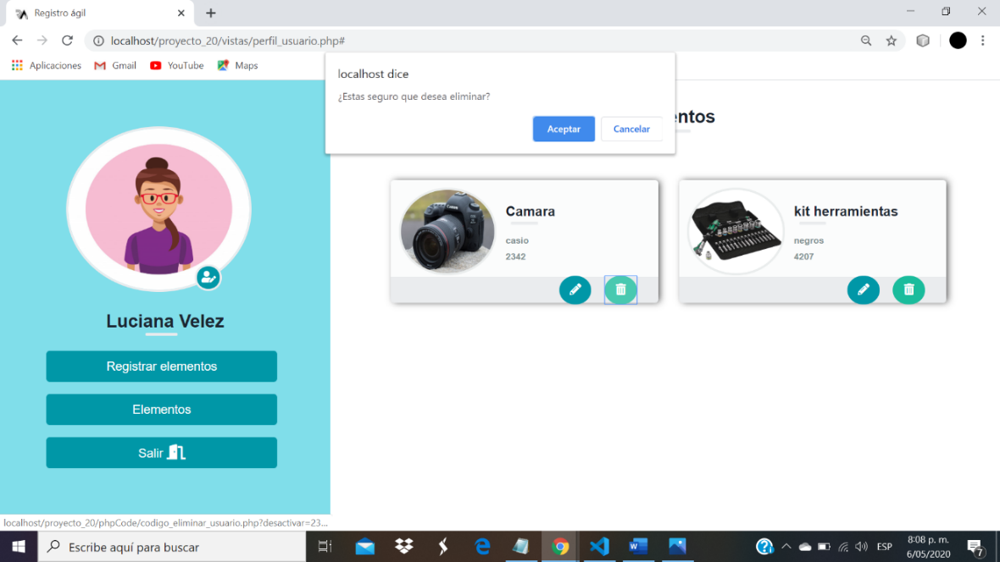 Registro ágil
localhost/proyecto_20/vistas/perfil_usuario.php#
Aplicaciones
Gmail
YouTube
Maps
localhost dice
¿Estas seguro que desea eliminar?
Aceptar
Cancelar
ntos
Luciana Velez
Registrar elementos
Elementos
Salir
Camara
casio
2342
kit herramientas
negros
4207
localhost/proyecto_20/phpCode/codigo_eliminar_usuario.php?desactivar=23...
Escribe aquí para buscar
ESP
8:08 p. m.
6/05/2020
7